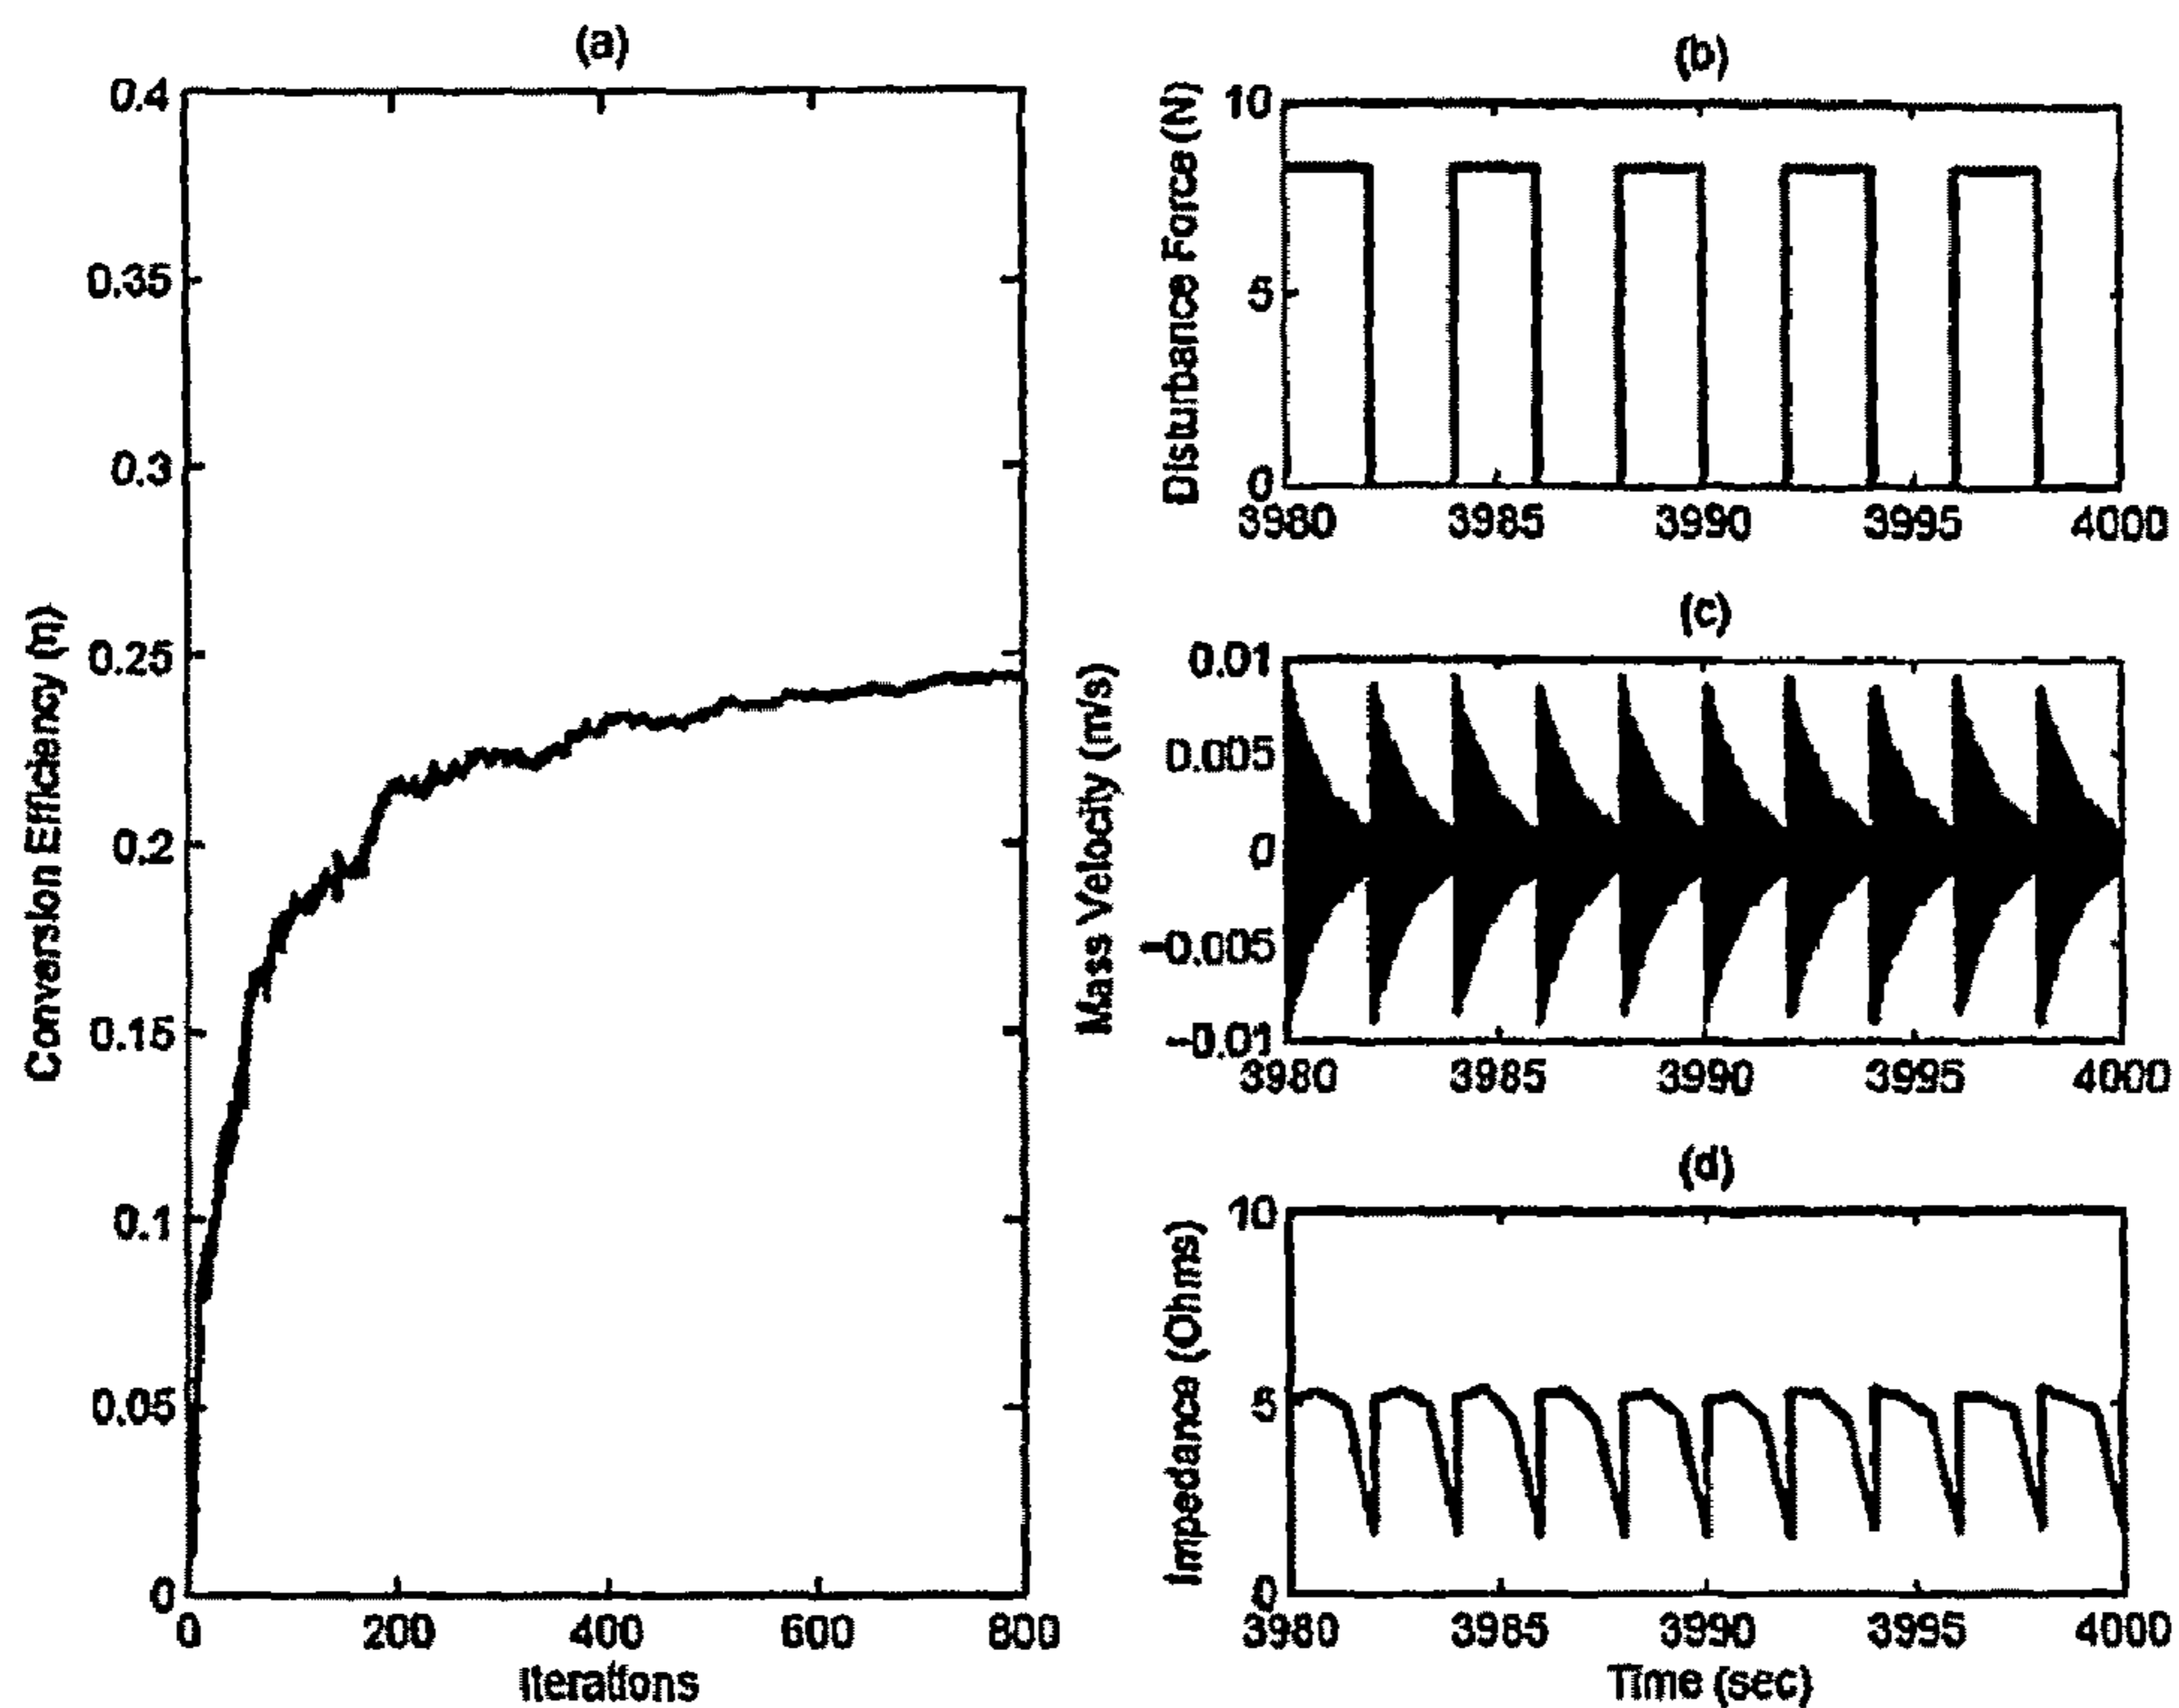 (a)
0.4
0.35
0.3
0.25
0.2
0.15
0.1
0.05
0
0 200 400 600 800
Conversion Efficiency (η)
Iterations
(b)
10
5
0
3980 3985 3990 3995 4000
Disturbance Force (N)
(c)
0.01
0.005
0
-0.005
-0.01
3980 3985 3990 3995 4000
Mass Velocity (m/s)
(d)
10
5
0
3980 3985 3990 3995 4000
Impedance (Ohms)
Time (sec)